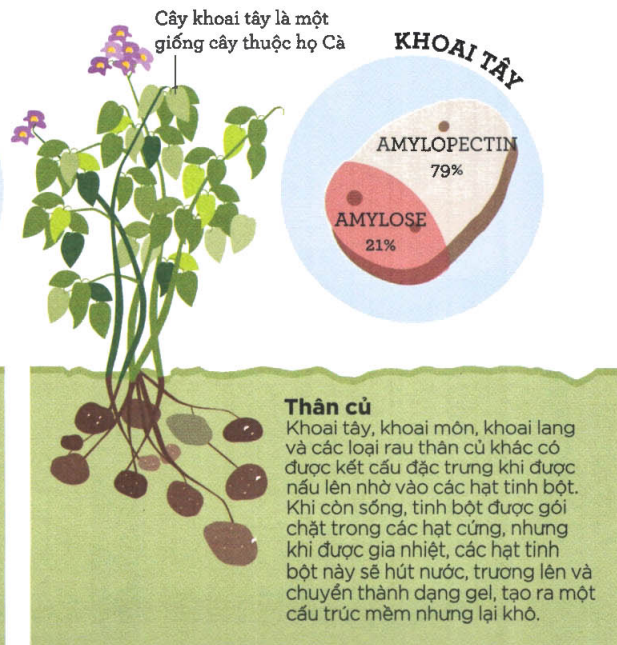 Cây khoai tây là một
giống cây thuộc họ Cà
KHOAI TÂY
AMYLOPECTIN
79%
AMYLOSE
21%
Thân củ
Khoai tây, khoai môn, khoai lang
và các loại rau thân củ khác có
được kết cấu đặc trưng khi được
nấu lên nhờ vào các hạt tinh bột.
Khi còn sống, tinh bột được gói
chặt trong các hạt cứng, nhưng
khi được gia nhiệt, các hạt tinh
bột này sẽ hút nước, trương lên và
chuyển thành dạng gel, tạo ra một
cấu trúc mềm nhưng lại khô.